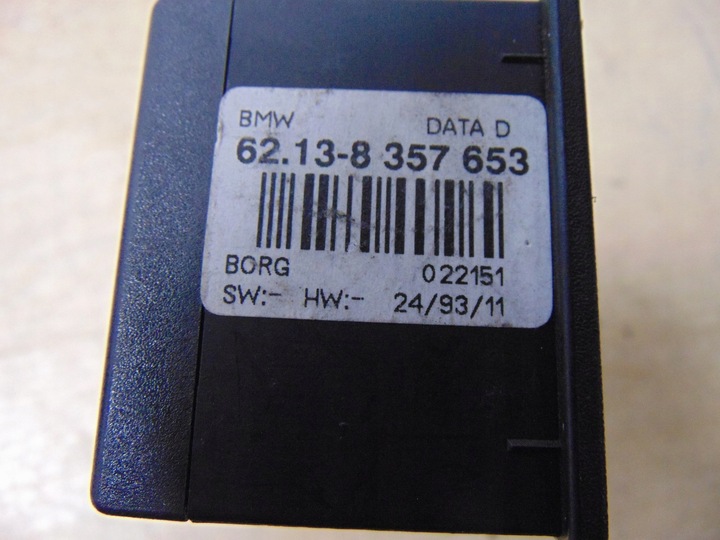 BMW DATA D
62.13-8 357 653
BORG 022151
SW:- HW:- 24/93/11